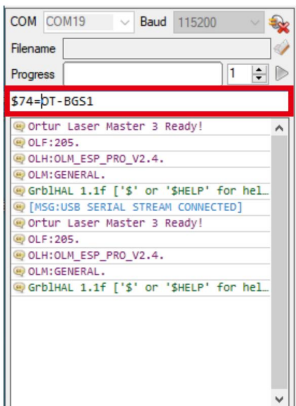 COM COM19 Baud 115200
Filename
Progress 1
$74=OT-BGS1
Ortur Laser Master 3 Ready!
OLF:205.
OLH:OLM_ESP_PRO_V2.4.
OLM:GENERAL.
GrblHAL 1.1f ['$' or '$HELP' for hel…
[MSG:USB SERIAL STREAM CONNECTED]
Ortur Laser Master 3 Ready!
OLF:205.
OLH:OLM_ESP_PRO_V2.4.
OLM:GENERAL.
GrblHAL 1.1f ['$' or '$HELP' for hel…